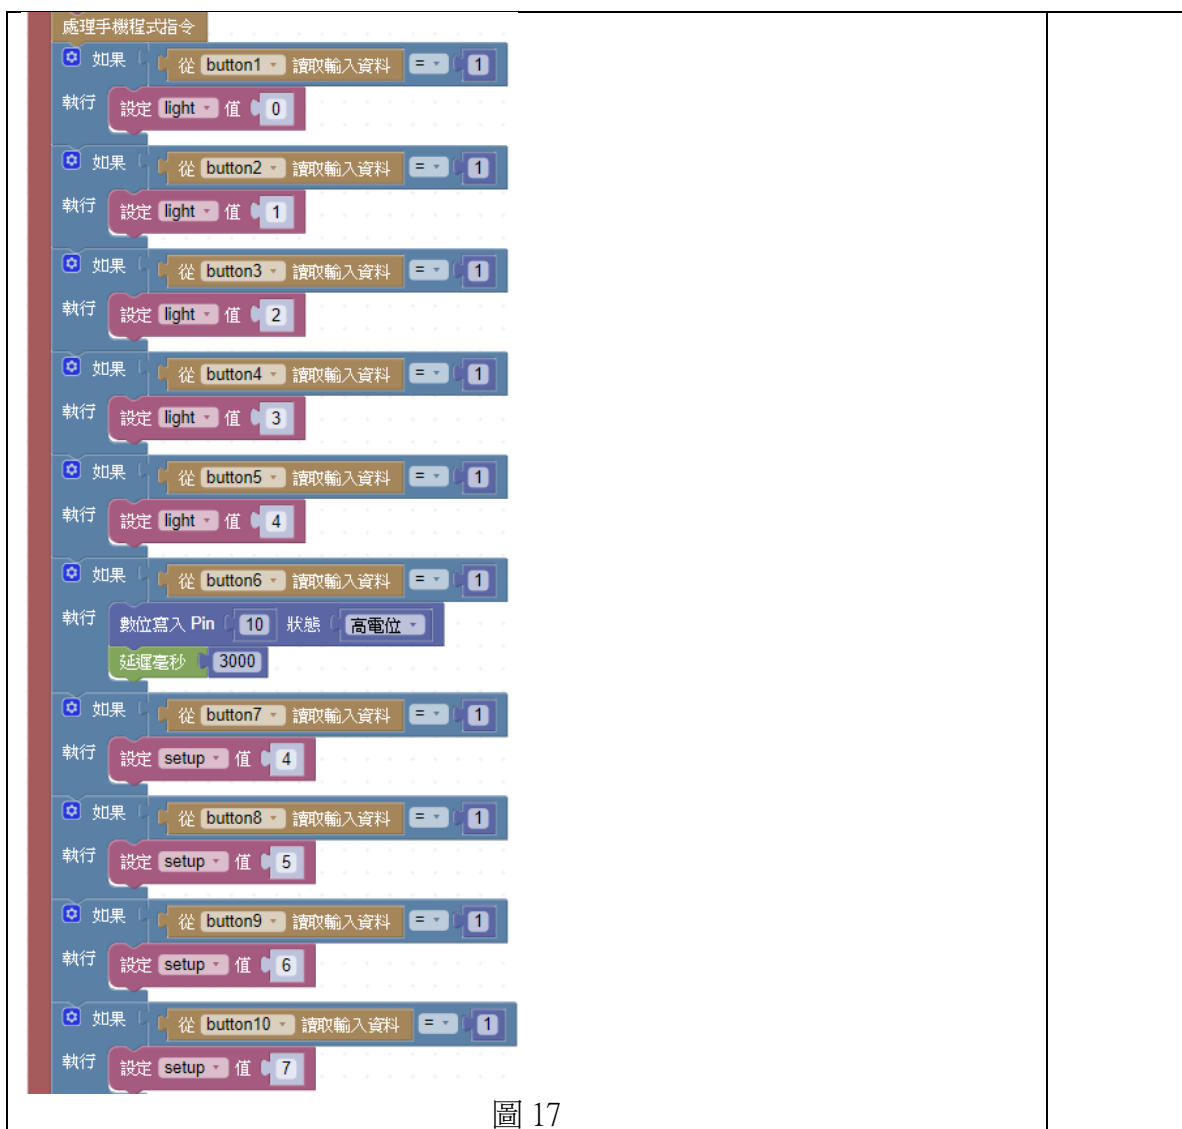 處理手機程式指令
如果 從 button1 讀取輸入資料 = 1
執行 設定 light 值 0
如果 從 button2 讀取輸入資料 = 1
執行 設定 light 值 1
如果 從 button3 讀取輸入資料 = 1
執行 設定 light 值 2
如果 從 button4 讀取輸入資料 = 1
執行 設定 light 值 3
如果 從 button5 讀取輸入資料 = 1
執行 設定 light 值 4
如果 從 button6 讀取輸入資料 = 1
執行 數位寫入 Pin 10 狀態 高電位
延遲毫秒 3000
如果 從 button7 讀取輸入資料 = 1
執行 設定 setup 值 4
如果 從 button8 讀取輸入資料 = 1
執行 設定 setup 值 5
如果 從 button9 讀取輸入資料 = 1
執行 設定 setup 值 6
如果 從 button10 讀取輸入資料 = 1
執行 設定 setup 值 7
圖 17